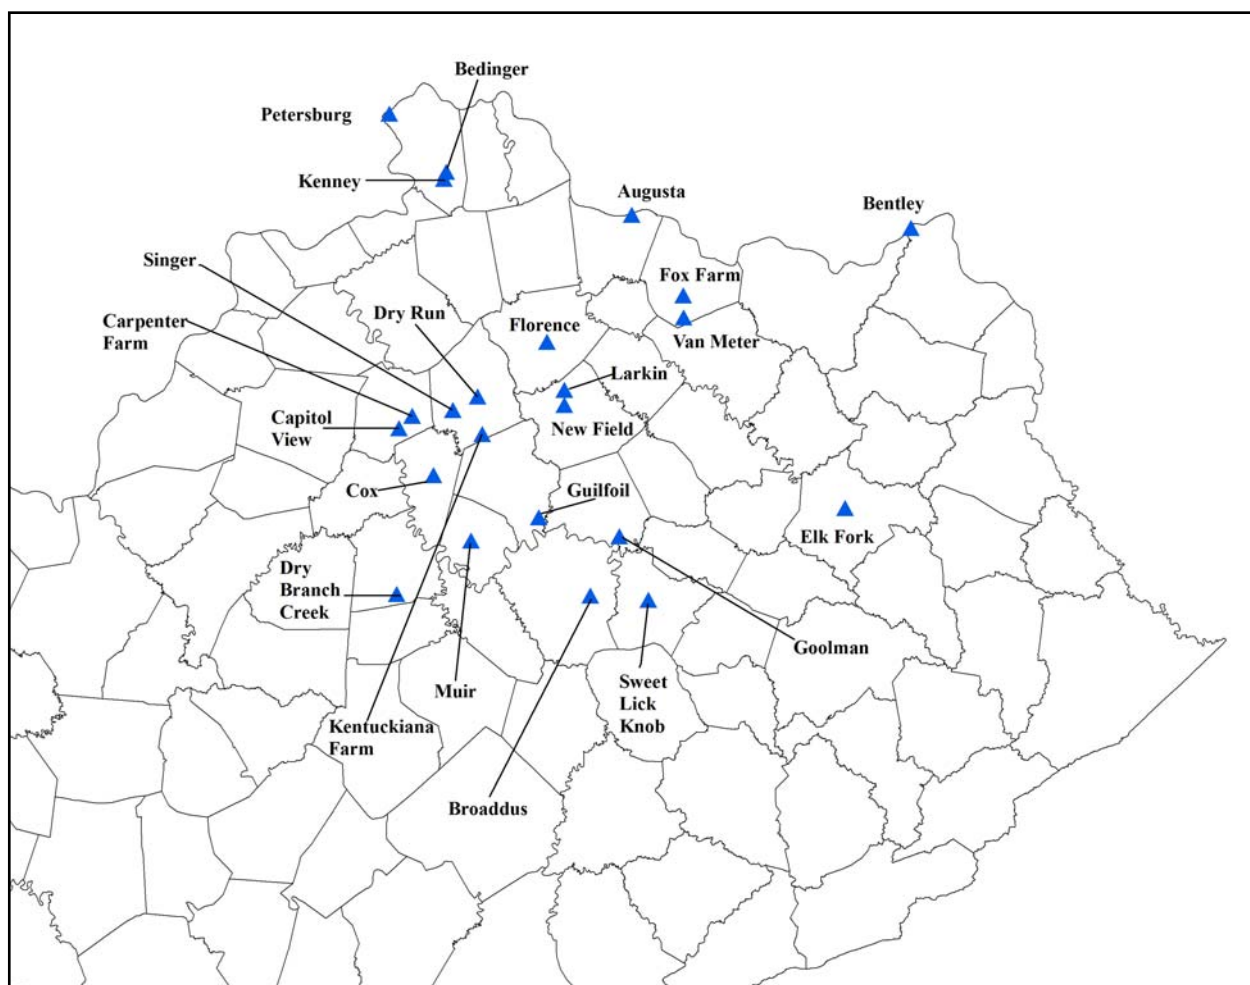 Bedinger
Petersburg
Kenney
Augusta
Bentley
Singer
Fox Farm
Carpenter
Farm
Dry Run
Florence
Van Meter
Larkin
Capitol
View
New Field
Cox
Guilfoil
Elk Fork
Dry
Branch
Creek
Goolman
Muir
Sweet
Lick
Knob
Kentuckiana
Farm
Broaddus